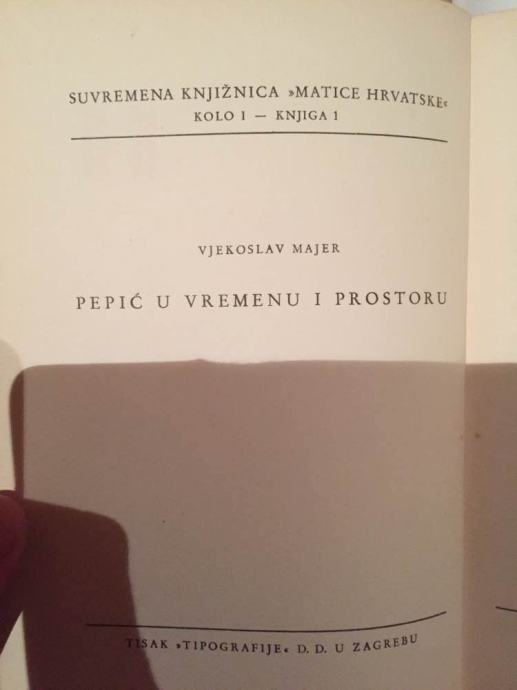 SUVREMENA KNJIŽNICA »MATICE HRVATSKE«
KOLO I — KNJIGA 1
VJEKOSLAV MAJER
PEPIĆ U VREMENU I PROSTORU
TISAK »TIPOGRAFIJE« D. D. U ZAGREBU